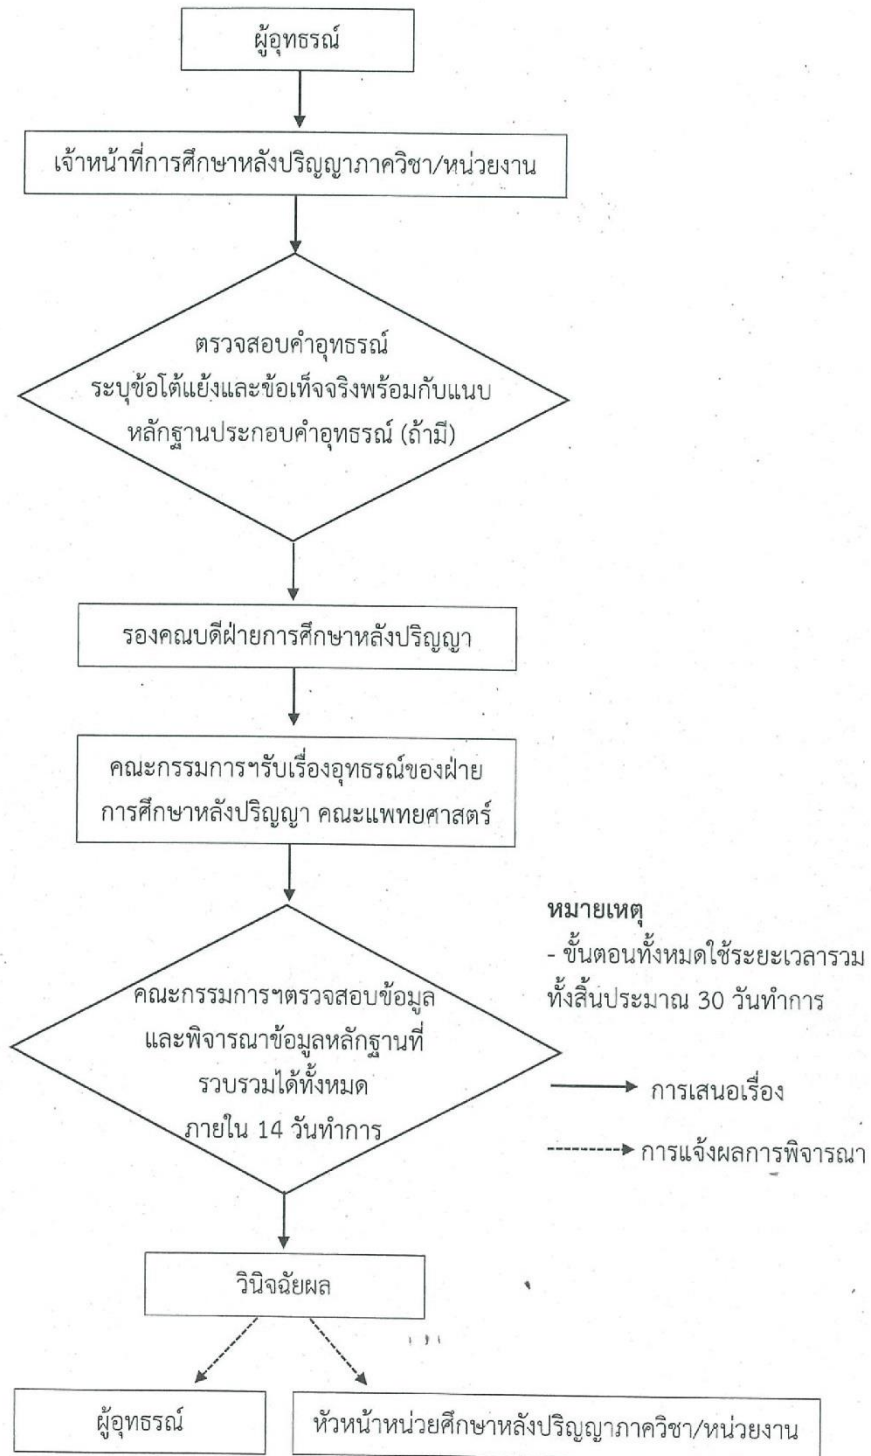 ผู้อุทธรณ์
เจ้าหน้าที่การศึกษาหลังปริญญาภาควิชา/หน่วยงาน
ตรวจสอบคำอุทธรณ์
ระบุข้อโต้แย้งและข้อเท็จจริงพร้อมกับแนบ
หลักฐานประกอบคำอุทธรณ์ (ถ้ามี)
รองคณบดีฝ่ายการศึกษาหลังปริญญา
คณะกรรมการฯรับเรื่องอุทธรณ์ของฝ่าย
การศึกษาหลังปริญญา คณะแพทยศาสตร์
คณะกรรมการฯตรวจสอบข้อมูล
และพิจารณาข้อมูลหลักฐานที่
รวบรวมได้ทั้งหมด
ภายใน 14 วันทำการ
หมายเหตุ
- ขั้นตอนทั้งหมดใช้ระยะเวลารวม
ทั้งสิ้นประมาณ 30 วันทำการ
การเสนอเรื่อง
การแจ้งผลการพิจารณา
วินิจฉัยผล
ผู้อุทธรณ์
หัวหน้าหน่วยศึกษาหลังปริญญาภาควิชา/หน่วยงาน